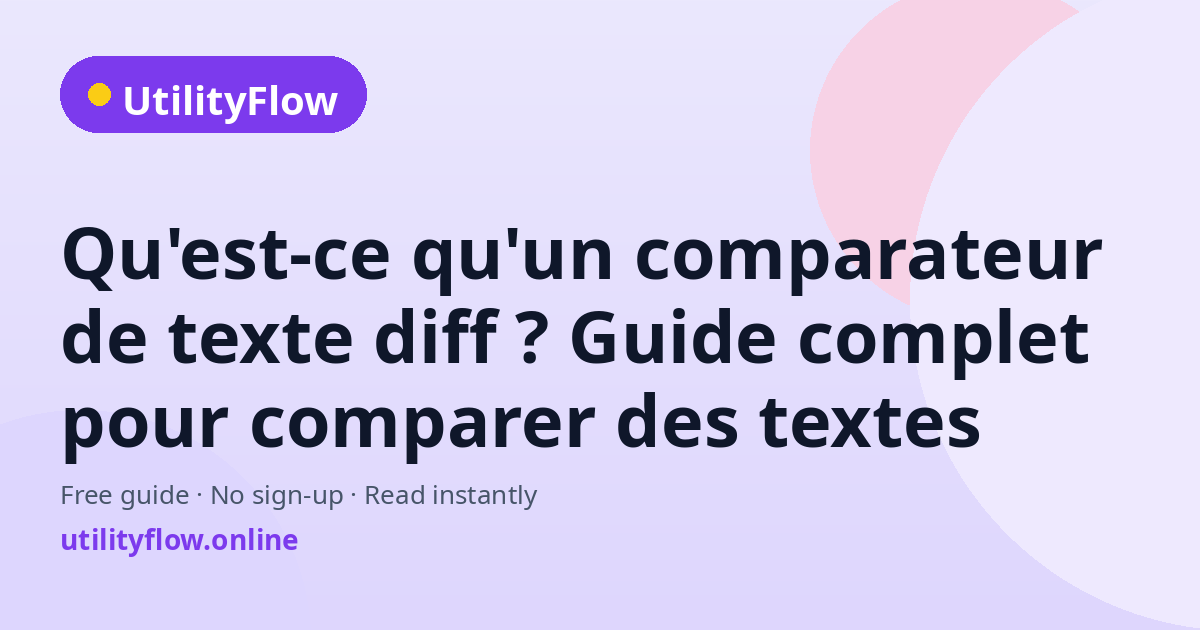 UtilityFlow
Qu'est-ce qu'un comparateur
de texte diff ? Guide complet
pour comparer des textes
Free guide · No sign-up · Read instantly
utilityflow.online